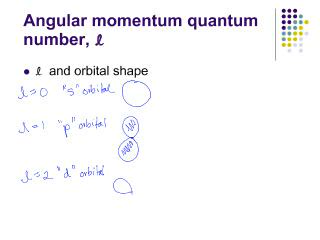 Angular momentum quantum
number, ℓ
ℓ and orbital shape
l=0 "s" orbital
l=1 "p" orbital
l=2 "d" orbital